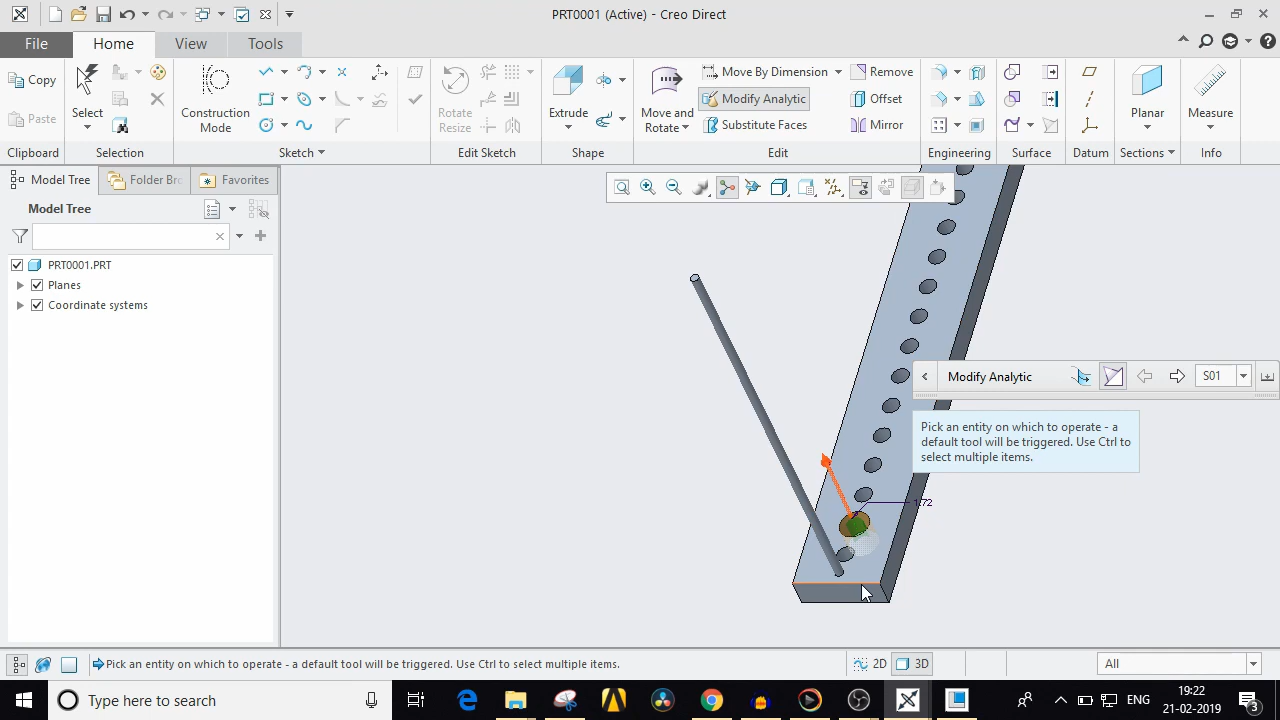 PRT0001 (Active) - Creo Direct
File Home View Tools
Copy
Paste
Clipboard
Select
Selection
Construction
Mode
Sketch
Rotate
Resize
Edit Sketch
Extrude
Shape
Move and
Rotate
Move By Dimension
Modify Analytic
Substitute Faces
Remove
Offset
Mirror
Edit
Engineering
Surface
Datum
Planar
Sections
Measure
Info
Model Tree Folder Br Favorites
Model Tree
PRT0001.PRT
Planes
Coordinate systems
Modify Analytic S01
Pick an entity on which to operate - a
default tool will be triggered. Use Ctrl to
select multiple items.
1.72
Pick an entity on which to operate - a default tool will be triggered. Use Ctrl to select multiple items.
2D 3D All
Type here to search
ENG
19:22
21-02-2019
3